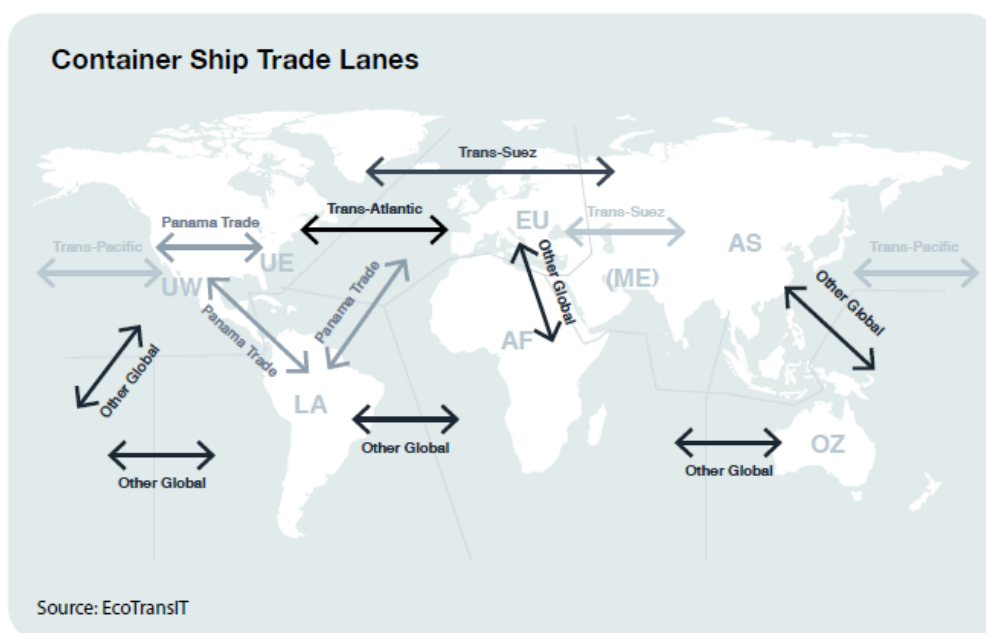 Container Ship Trade Lanes
Trans-Suez
Trans-Atlantic
Panama Trade
EU
Trans-Suez
Trans-Pacific
UE
AS
Trans-Pacific
UW
(ME)
Other Global
Panama Trade
Panama Trade
Other Global
AF
Other Global
LA
Other Global
OZ
Other Global
Other Global
Source: EcoTransIT